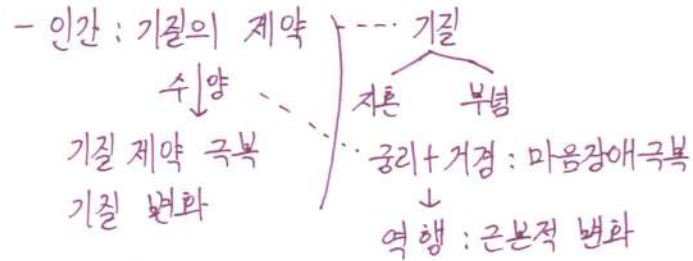 - 인간 : 기질의 제약
수양
기질 제약 극복
기질 변화
기질
지혼 부녕
궁리 + 거경 : 마음장애극복
역행 : 근본적 변화